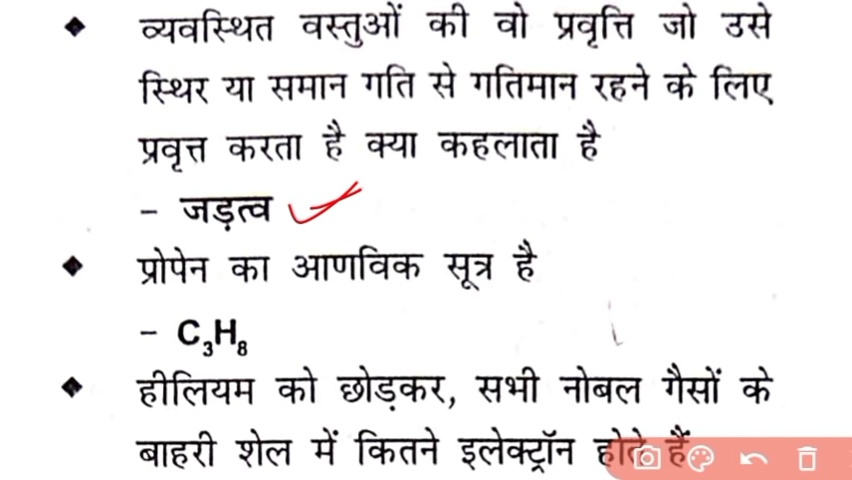 ◆ व्यवस्थित वस्तुओं की वो प्रवृत्ति जो उसे
स्थिर या समान गति से गतिमान रहने के लिए
प्रवृत्त करता है क्या कहलाता है
– जड़त्व
◆ प्रोपेन का आणविक सूत्र है
– C₃H₈
◆ हीलियम को छोड़कर, सभी नोबल गैसों के
बाहरी शेल में कितने इलेक्ट्रॉन होते हैं